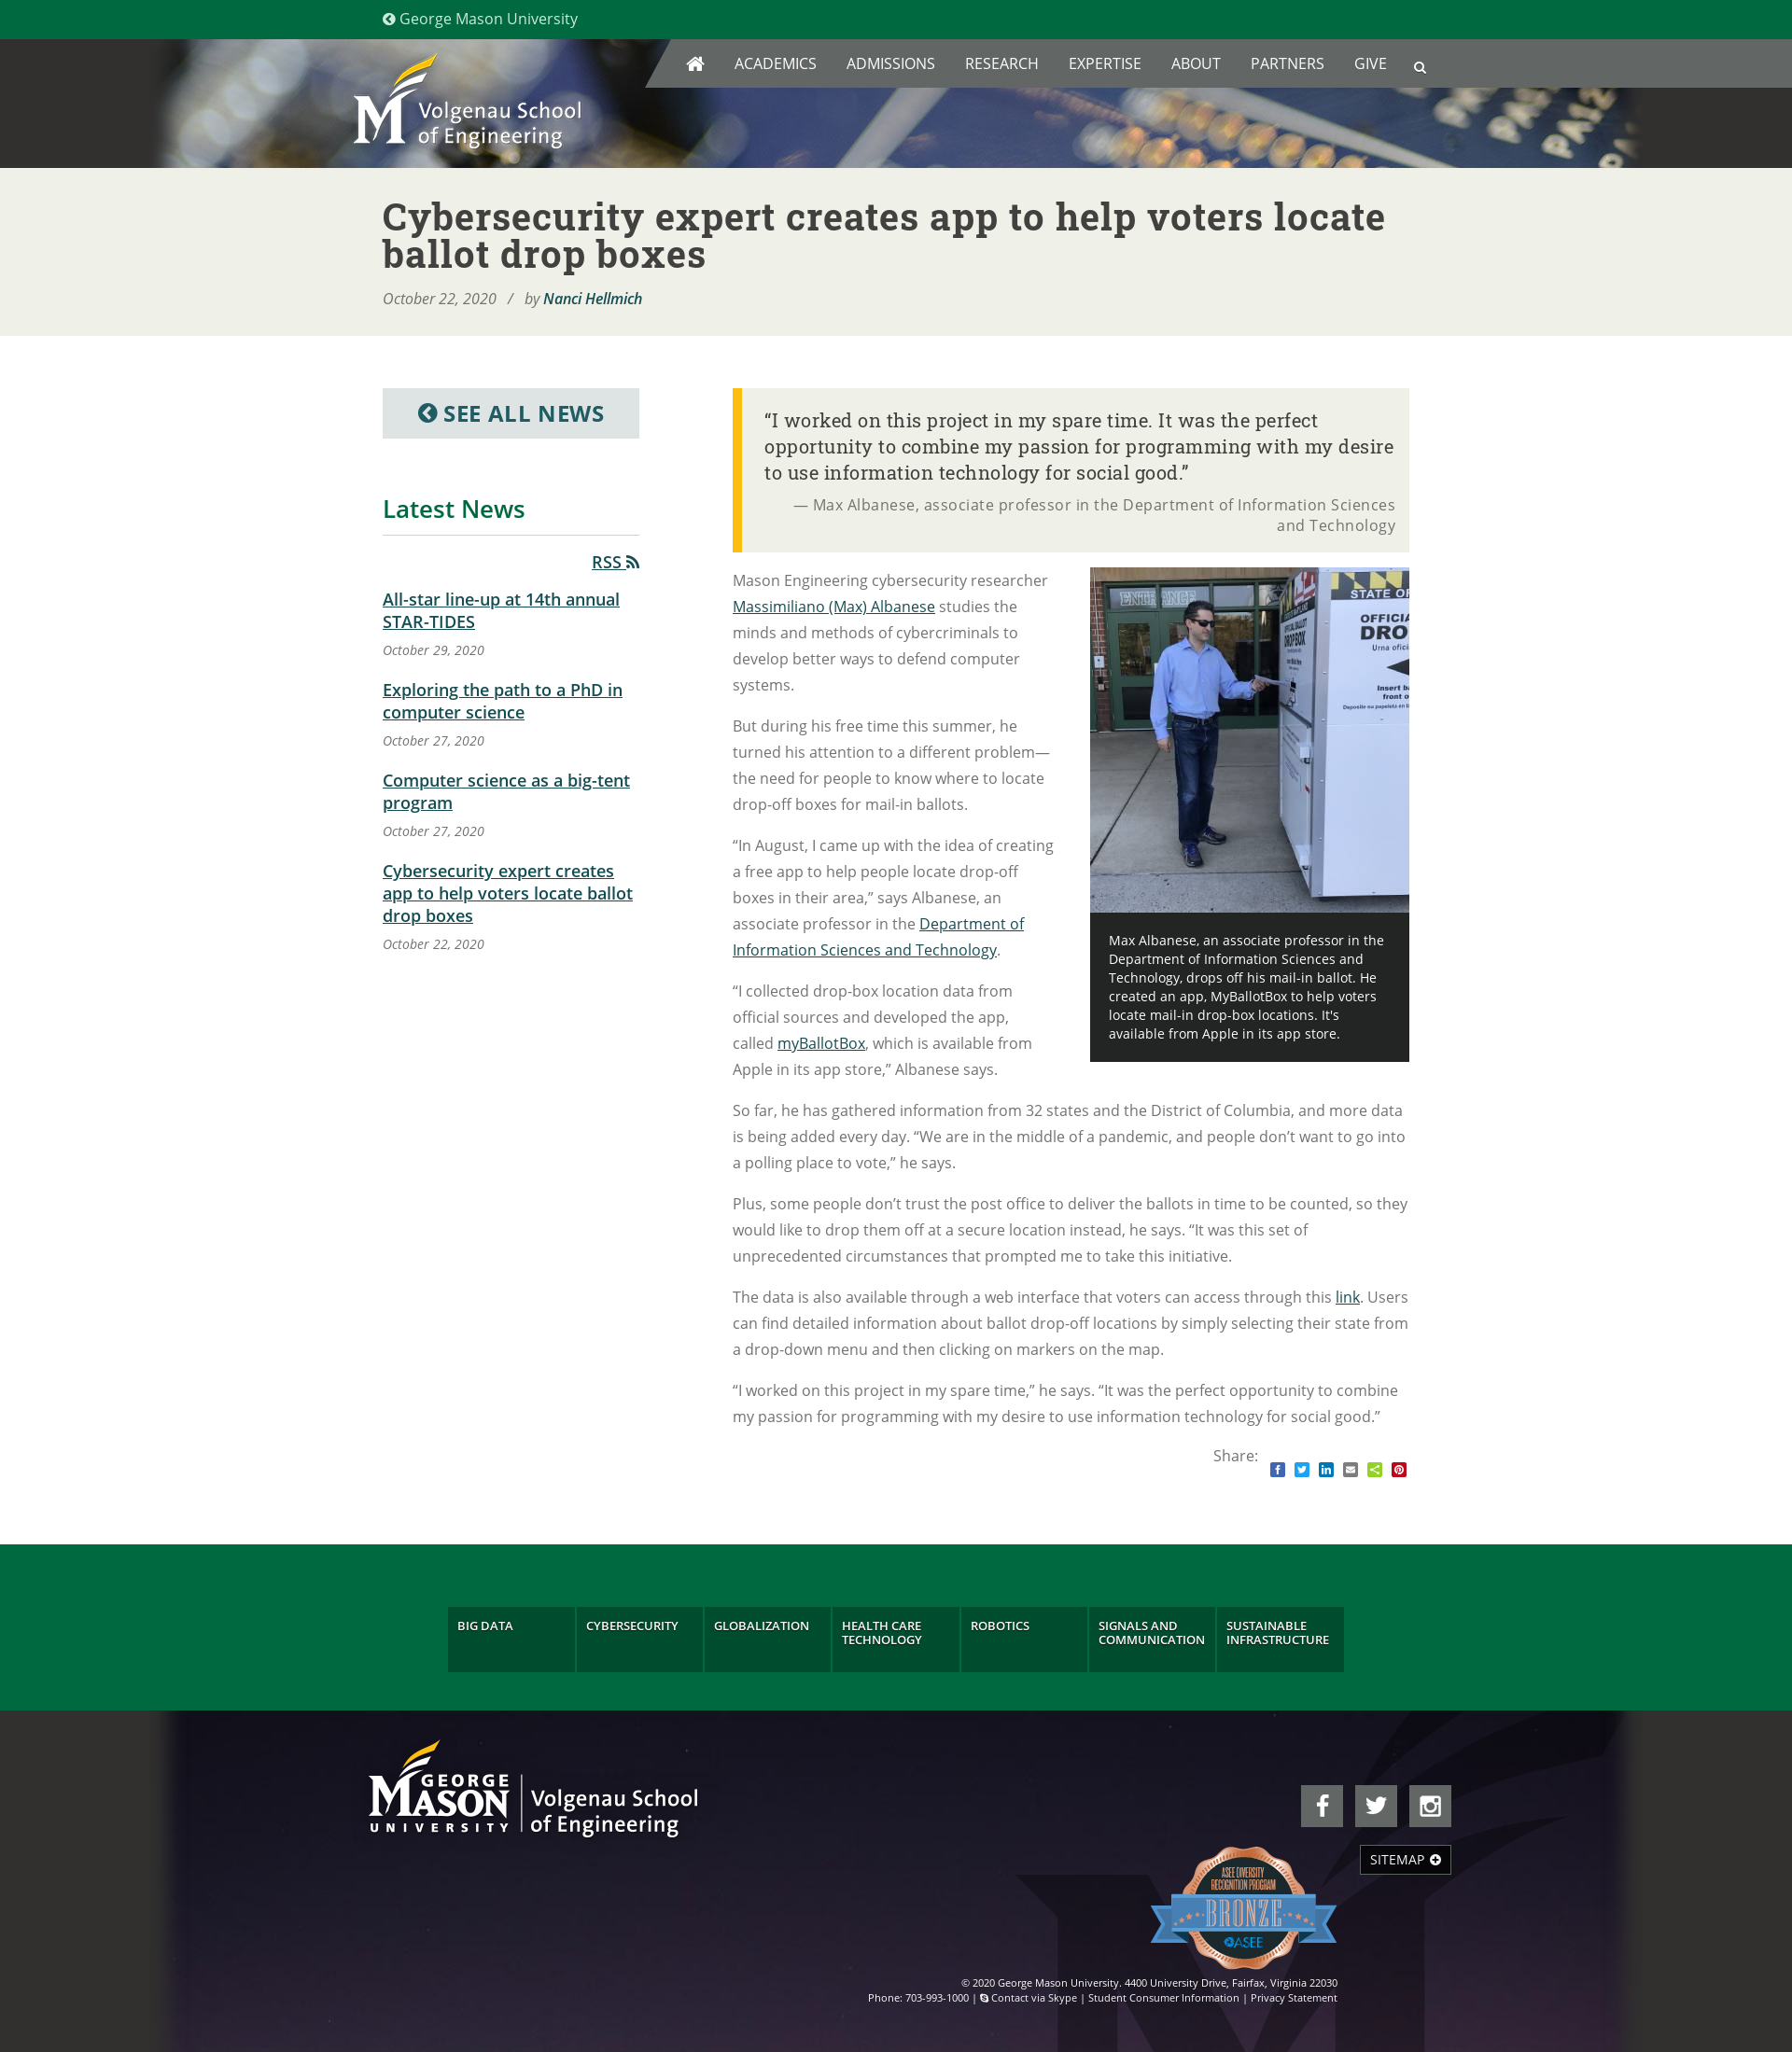 George Mason University
Volgenau School
of Engineering
ACADEMICS ADMISSIONS RESEARCH EXPERTISE ABOUT PARTNERS GIVE
Cybersecurity expert creates app to help voters locate
ballot drop boxes
October 22, 2020 / by Nanci Hellmich
SEE ALL NEWS
Latest News
RSS
All-star line-up at 14th annual
STAR-TIDES
October 29, 2020
Exploring the path to a PhD in
computer science
October 27, 2020
Computer science as a big-tent
program
October 27, 2020
Cybersecurity expert creates
app to help voters locate ballot
drop boxes
October 22, 2020
“I worked on this project in my spare time. It was the perfect
opportunity to combine my passion for programming with my desire
to use information technology for social good.”
— Max Albanese, associate professor in the Department of Information Sciences
and Technology
Mason Engineering cybersecurity researcher
Massimiliano (Max) Albanese studies the
minds and methods of cybercriminals to
develop better ways to defend computer
systems.
But during his free time this summer, he
turned his attention to a different problem—
the need for people to know where to locate
drop-off boxes for mail-in ballots.
“In August, I came up with the idea of creating
a free app to help people locate drop-off
boxes in their area,” says Albanese, an
associate professor in the Department of
Information Sciences and Technology.
“I collected drop-box location data from
official sources and developed the app,
called myBallotBox, which is available from
Apple in its app store,” Albanese says.
ENTRANCE
STATE OF
OFFICIAL
DRO
Insert ba
front o
Max Albanese, an associate professor in the
Department of Information Sciences and
Technology, drops off his mail-in ballot. He
created an app, MyBallotBox to help voters
locate mail-in drop-box locations. It's
available from Apple in its app store.
So far, he has gathered information from 32 states and the District of Columbia, and more data
is being added every day. “We are in the middle of a pandemic, and people don’t want to go into
a polling place to vote,” he says.
Plus, some people don’t trust the post office to deliver the ballots in time to be counted, so they
would like to drop them off at a secure location instead, he says. “It was this set of
unprecedented circumstances that prompted me to take this initiative.
The data is also available through a web interface that voters can access through this link. Users
can find detailed information about ballot drop-off locations by simply selecting their state from
a drop-down menu and then clicking on markers on the map.
“I worked on this project in my spare time,” he says. “It was the perfect opportunity to combine
my passion for programming with my desire to use information technology for social good.”
Share:
BIG DATA
CYBERSECURITY
GLOBALIZATION
HEALTH CARE
TECHNOLOGY
ROBOTICS
SIGNALS AND
COMMUNICATION
SUSTAINABLE
INFRASTRUCTURE
GEORGE
MASON
UNIVERSITY
Volgenau School
of Engineering
SITEMAP
ASEE DIVERSITY
RECOGNITION PROGRAM
BRONZE
ASEE
© 2020 George Mason University. 4400 University Drive, Fairfax, Virginia 22030
Phone: 703-993-1000 | Contact via Skype | Student Consumer Information | Privacy Statement